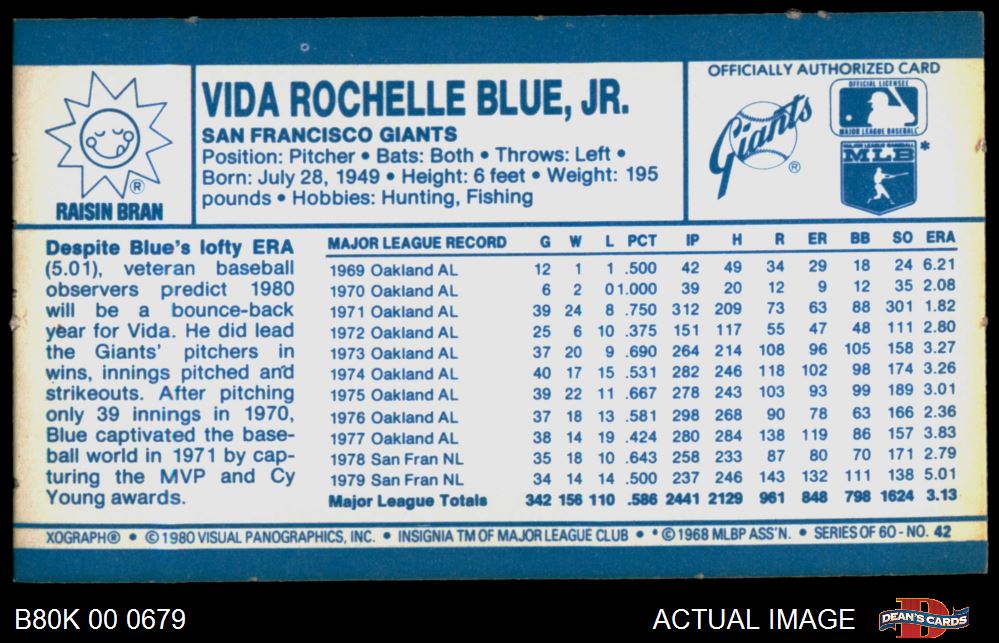 VIDA ROCHELLE BLUE, JR.
SAN FRANCISCO GIANTS
Position: Pitcher • Bats: Both • Throws: Left •
Born: July 28, 1949 • Height: 6 feet • Weight: 195
pounds • Hobbies: Hunting, Fishing
®
RAISIN BRAN
OFFICIALLY AUTHORIZED CARD
Giants
®
OFFICIAL LICENSEE
MAJOR LEAGUE BASEBALL
MAJOR LEAGUE BASEBALL
MLB *
Despite Blue's lofty ERA
(5.01), veteran baseball
observers predict 1980
will be a bounce-back
year for Vida. He did lead
the Giants' pitchers in
wins, innings pitched and
strikeouts. After pitching
only 39 innings in 1970,
Blue captivated the base-
ball world in 1971 by cap-
turing the MVP and Cy
Young awards.
MAJOR LEAGUE RECORD G W L PCT IP H R ER BB SO ERA
1969 Oakland AL 12 1 1 .500 42 49 34 29 18 24 6.21
1970 Oakland AL 6 2 0 1.000 39 20 12 9 12 35 2.08
1971 Oakland AL 39 24 8 .750 312 209 73 63 88 301 1.82
1972 Oakland AL 25 6 10 .375 151 117 55 47 48 111 2.80
1973 Oakland AL 37 20 9 .690 264 214 108 96 105 158 3.27
1974 Oakland AL 40 17 15 .531 282 246 118 102 98 174 3.26
1975 Oakland AL 39 22 11 .667 278 243 103 93 99 189 3.01
1976 Oakland AL 37 18 13 .581 298 268 90 78 63 166 2.36
1977 Oakland AL 38 14 19 .424 280 284 138 119 86 157 3.83
1978 San Fran NL 35 18 10 .643 258 233 87 80 70 171 2.79
1979 San Fran NL 34 14 14 .500 237 246 143 132 111 138 5.01
Major League Totals 342 156 110 .586 2441 2129 961 848 798 1624 3.13
XOGRAPH® • © 1980 VISUAL PANOGRAPHICS, INC. • INSIGNIA TM OF MAJOR LEAGUE CLUB • * © 1968 MLBP ASS'N. • SERIES OF 60 - NO. 42
B80K 00 0679
ACTUAL IMAGE
DEAN'S CARDS